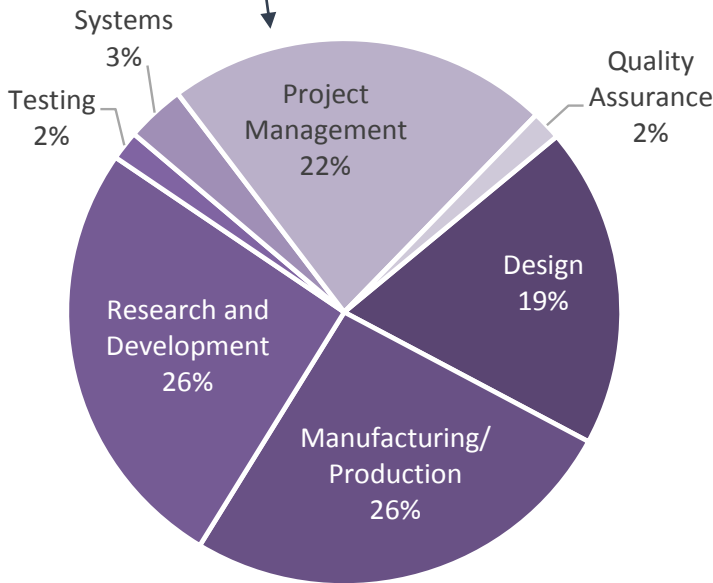 Systems
3%
Testing
2%
Project
Management
22%
Quality
Assurance
2%
Design
19%
Research and
Development
26%
Manufacturing/
Production
26%